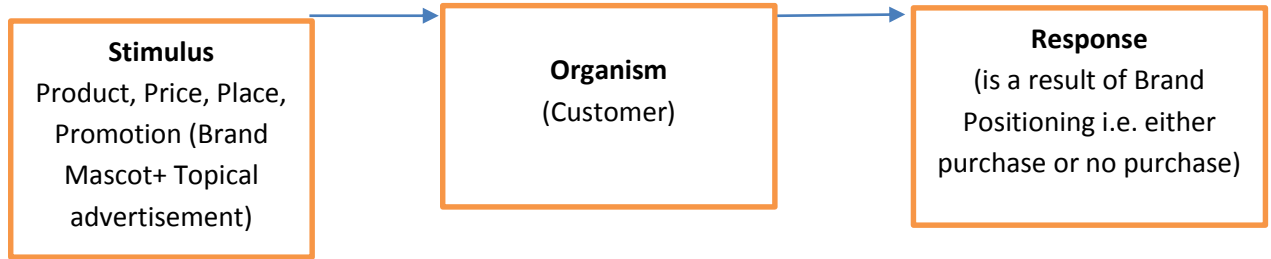 Stimulus
Product, Price, Place,
Promotion (Brand
Mascot+ Topical
advertisement)
Organism
(Customer)
Response
(is a result of Brand
Positioning i.e. either
purchase or no purchase)